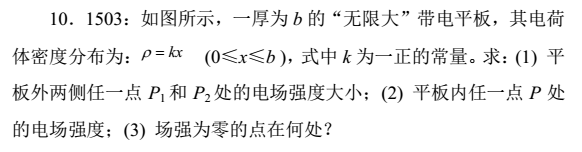 10．1503：如图所示，一厚为 b 的“无限大”带电平板，其电荷
体密度分布为：ρ = kx　(0≤x≤b )，式中 k 为一正的常量。求：(1) 平
板外两侧任一点 P₁ 和 P₂ 处的电场强度大小；(2) 平板内任一点 P 处
的电场强度；(3) 场强为零的点在何处？